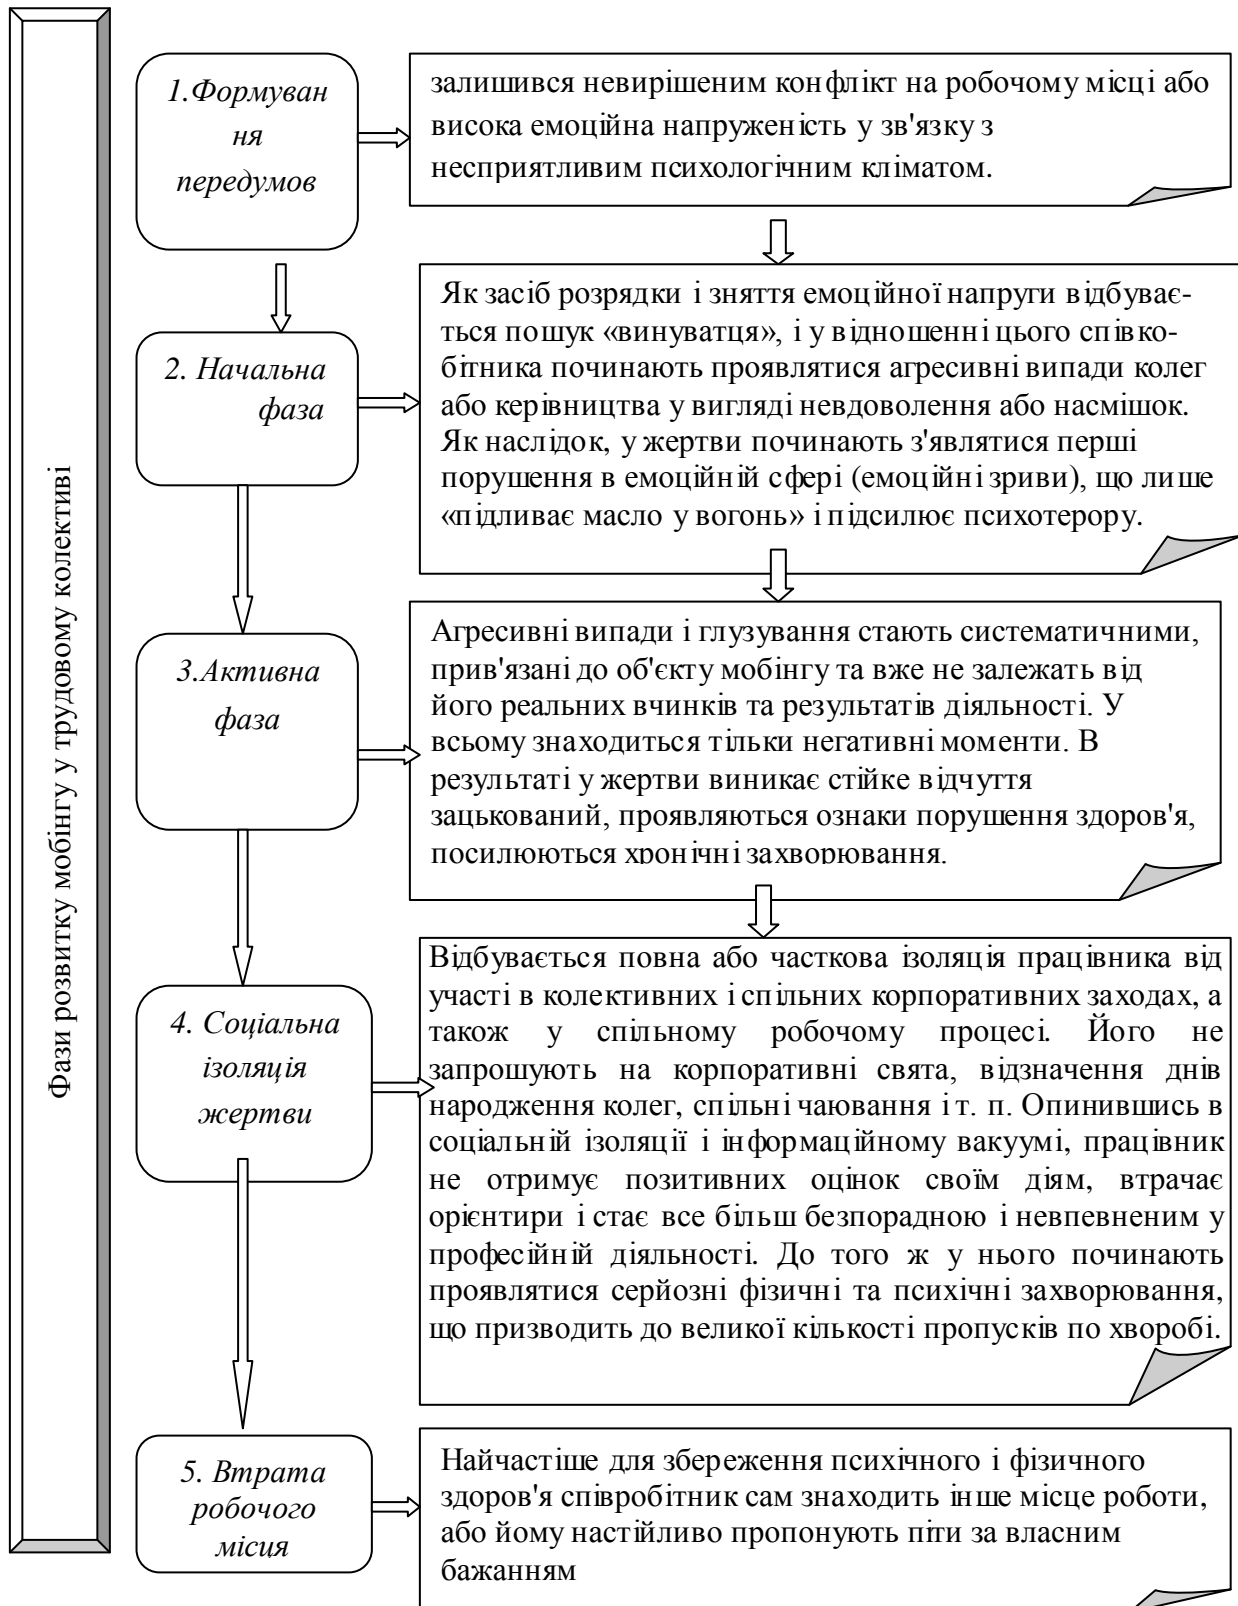 Фази розвитку мобінгу у трудовому колективі
1.Формуван
ня
передумов
залишився невирішеним конфлікт на робочому місці або
висока емоційна напруженість у зв'язку з
несприятливим психологічним кліматом.
2. Начальна
фаза
Як засіб розрядки і зняття емоційної напруги відбуває-
ться пошук «винуватця», і у відношенні цього співко-
бітника починають проявлятися агресивні випади колег
або керівництва у вигляді невдоволення або насмішок.
Як наслідок, у жертви починають з'являтися перші
порушення в емоційній сфері (емоційні зриви), що лише
«підливає масло у вогонь» і підсилює психотерору.
3.Активна
фаза
Агресивні випади і глузування стають систематичними,
прив'язані до об'єкту мобінгу та вже не залежать від
його реальних вчинків та результатів діяльності. У
всьому знаходиться тільки негативні моменти. В
результаті у жертви виникає стійке відчуття
зацькований, проявляються ознаки порушення здоров'я,
посилюються хронічні захворювання.
4. Соціальна
ізоляція
жертви
Відбувається повна або часткова ізоляція працівника від
участі в колективних і спільних корпоративних заходах, а
також у спільному робочому процесі. Його не
запрошують на корпоративні свята, відзначення днів
народження колег, спільні чаювання і т. п. Опинившись в
соціальній ізоляції і інформаційному вакуумі, працівник
не отримує позитивних оцінок своїм діям, втрачає
орієнтири і стає все більш безпорадною і невпевненим у
професійній діяльності. До того ж у нього починають
проявлятися серйозні фізичні та психічні захворювання,
що призводить до великої кількості пропусків по хворобі.
5. Втрата
робочого
місця
Найчастіше для збереження психічного і фізичного
здоров'я співробітник сам знаходить інше місце роботи,
або йому настійливо пропонують піти за власним
бажанням